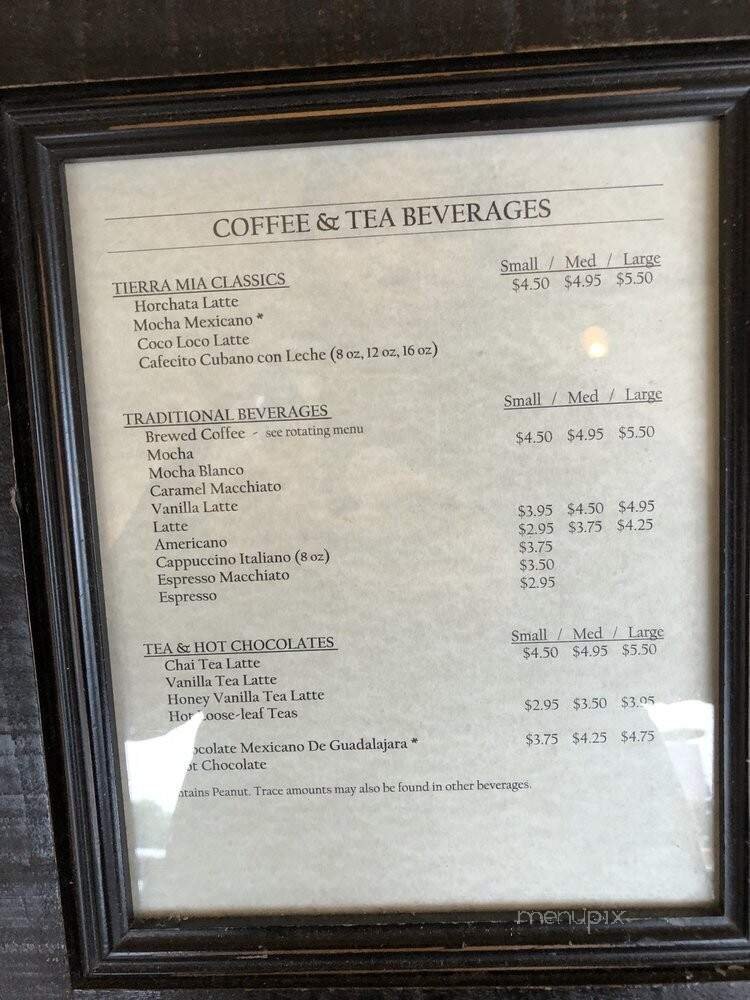 COFFEE & TEA BEVERAGES
TIERRA MIA CLASSICS Small / Med / Large
Horchata Latte $4.50 $4.95 $5.50
Mocha Mexicano *
Coco Loco Latte
Cafecito Cubano con Leche (8 oz, 12 oz, 16 oz)
TRADITIONAL BEVERAGES Small / Med / Large
Brewed Coffee - see rotating menu
Mocha $4.50 $4.95 $5.50
Mocha Blanco
Caramel Macchiato
Vanilla Latte
Latte $3.95 $4.50 $4.95
Americano $2.95 $3.75 $4.25
Cappuccino Italiano (8 oz) $3.75
Espresso Macchiato $3.50
Espresso $2.95
TEA & HOT CHOCOLATES Small / Med / Large
Chai Tea Latte $4.50 $4.95 $5.50
Vanilla Tea Latte
Honey Vanilla Tea Latte
Hot Loose-leaf Teas $2.95 $3.50 $3.95
ocolate Mexicano De Guadalajara * $3.75 $4.25 $4.75
ot Chocolate
ntains Peanut. Trace amounts may also be found in other beverages.
menupix